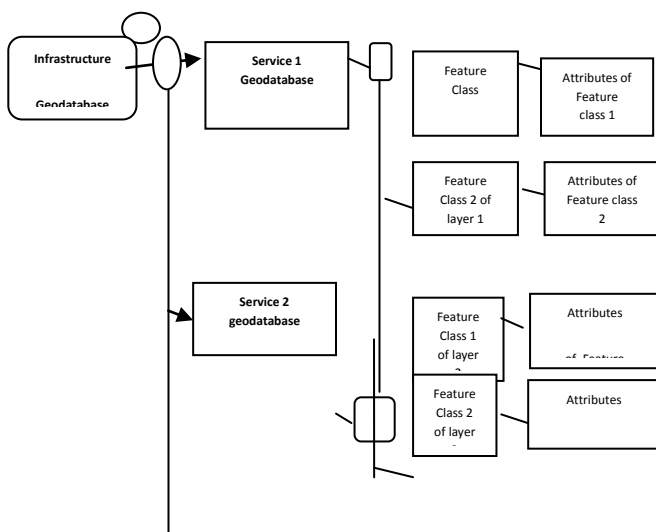 Infrastructure
Geodatabase
Service 1
Geodatabase
Feature
Class
Attributes of
Feature
class 1
Feature
Class 2 of
layer 1
Attributes of
Feature class
2
Service 2
geodatabase
Feature
Class 1
of layer
Attributes
of Feature
Feature
Class 2
of layer
Attributes